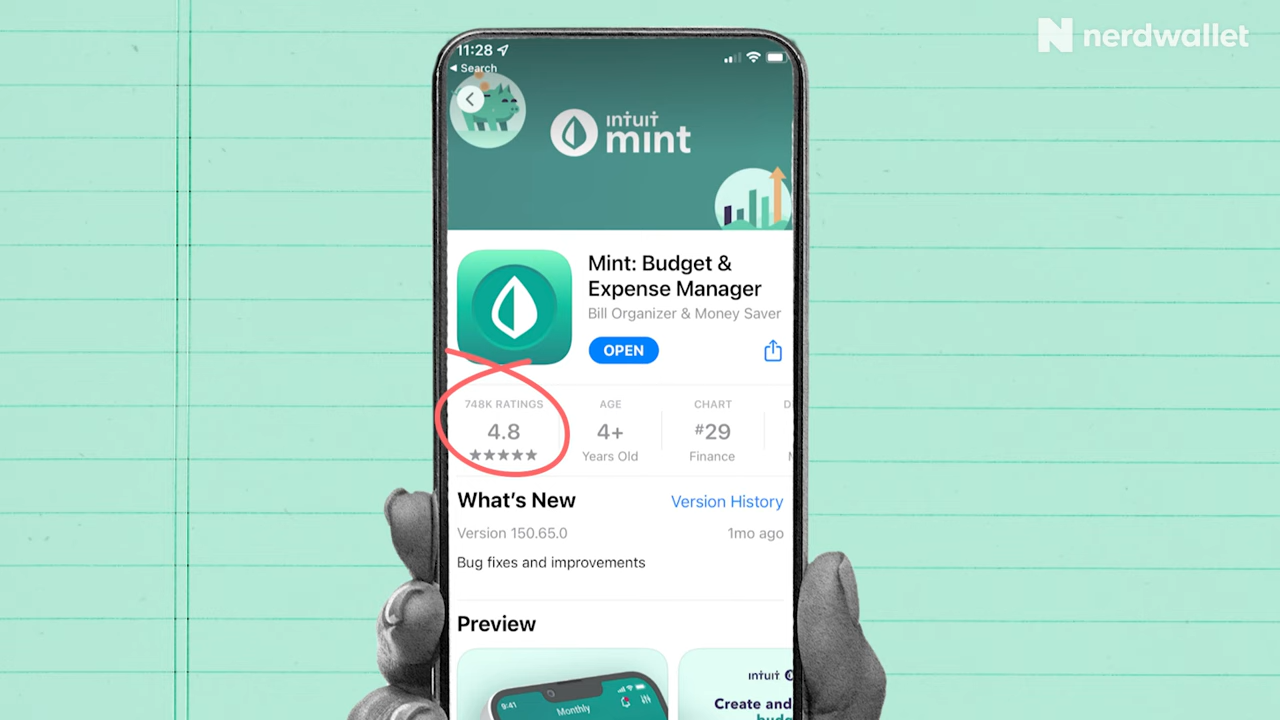 nerdwallet
11:28
Search
ınтuıт
mint
Mint: Budget &
Expense Manager
Bill Organizer & Money Saver
OPEN
748K RATINGS
AGE
CHART
4.8
4+
#29
Years Old
Finance
What's New
Version History
Version 150.65.0
1mo ago
Bug fixes and improvements
Preview
9:41
Monthly
ınтuıт
Create and